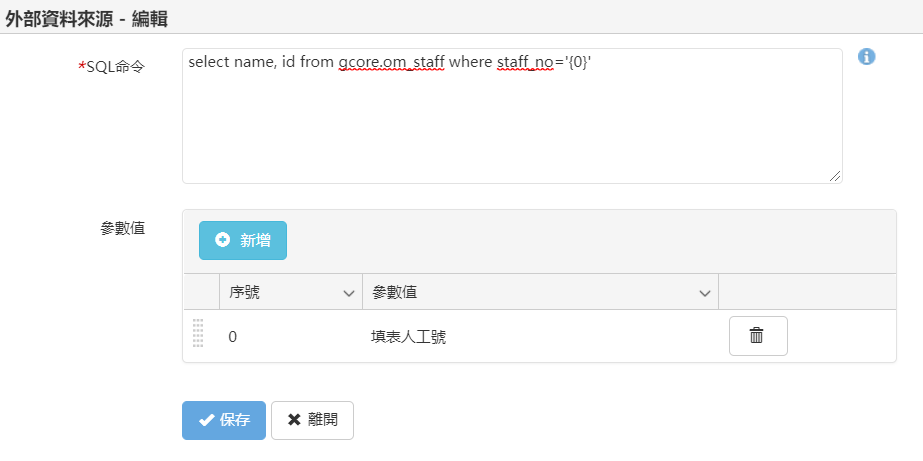 外部資料來源 - 編輯
*SQL命令
select name, id from gcore.om_staff where staff_no='{0}'
參數值
新增
序號 參數值
0 填表人工號
保存 離開